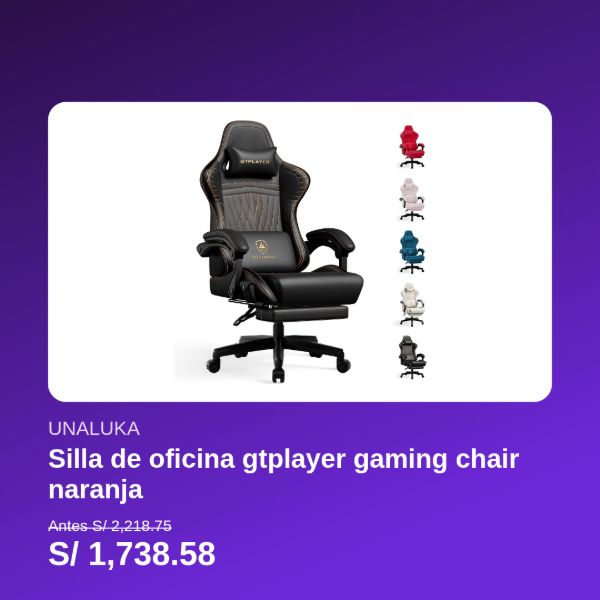 GTPLAYER
UNALUKA
Silla de oficina gtplayer gaming chair
naranja
Antes S/ 2,218.75
S/ 1,738.58